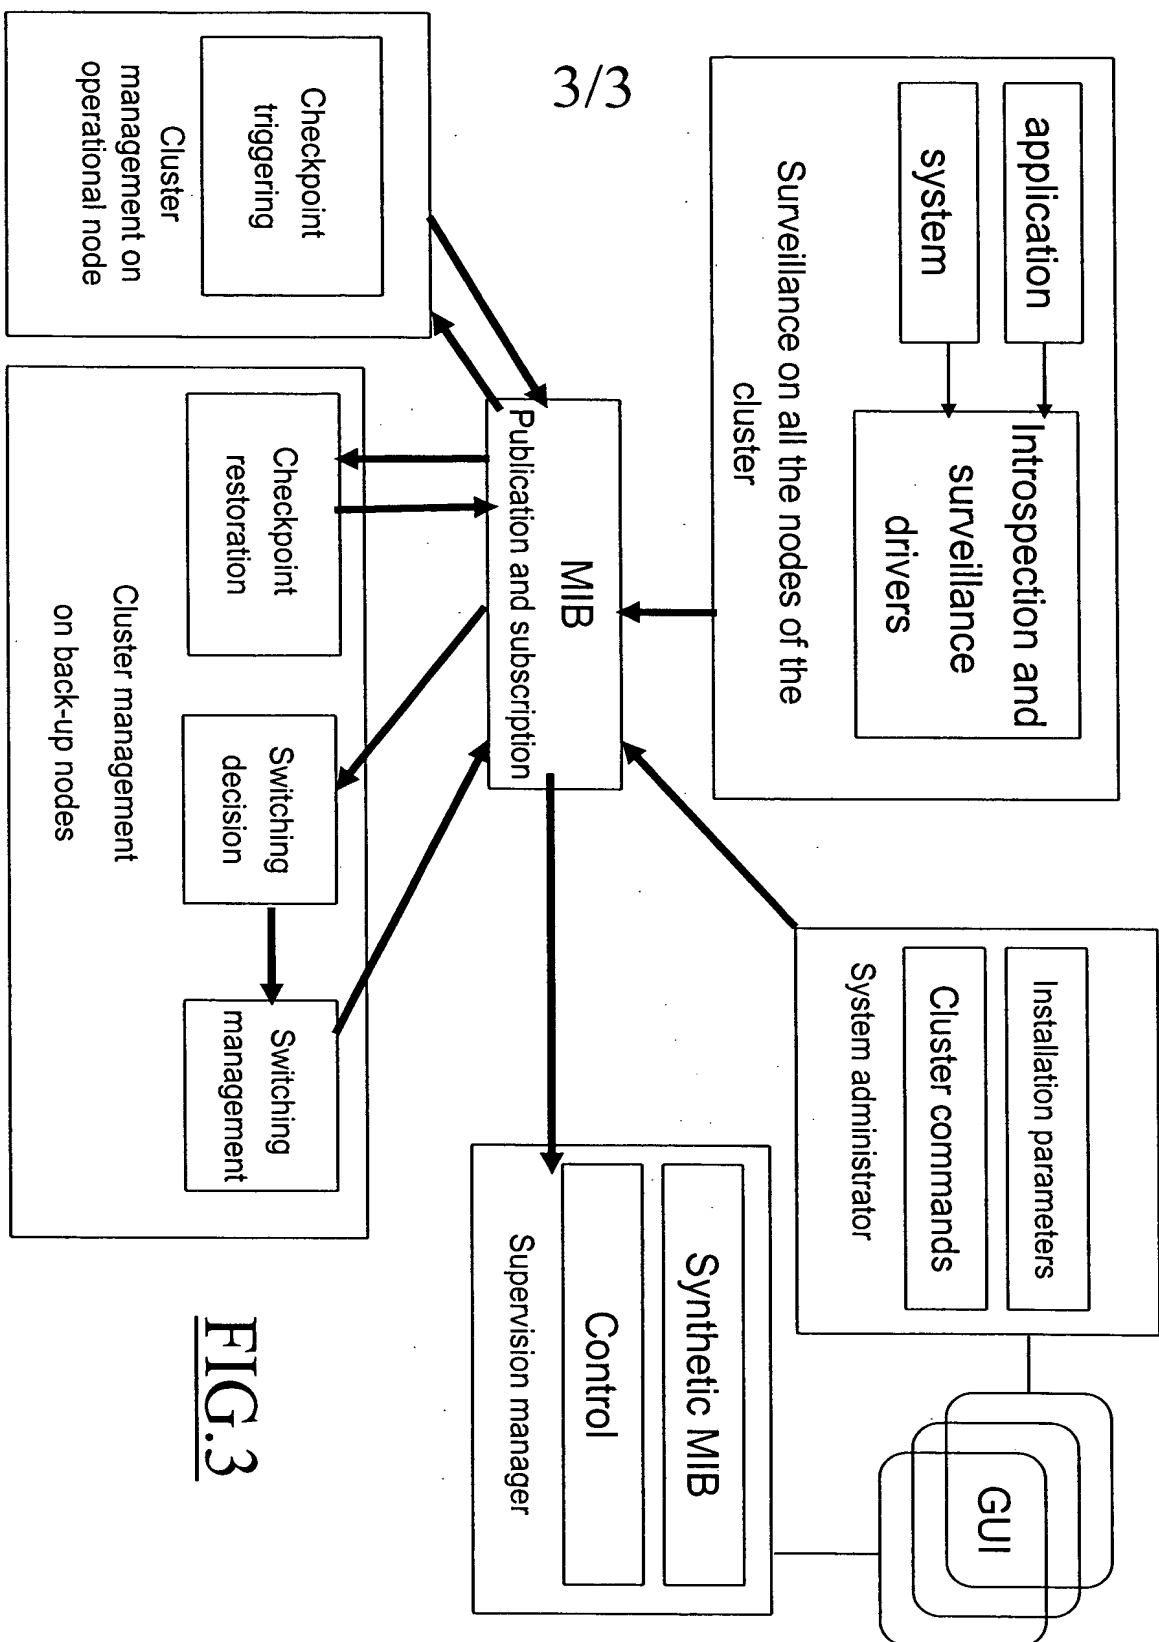 3/3
application
system
Introspection and
surveillance
drivers
Surveillance on all the nodes of the
cluster
Installation parameters
Cluster commands
System administrator
GUI
MIB
Publication and subscription
Synthetic MIB
Control
Supervision manager
Checkpoint
triggering
Cluster
management on
operational node
Checkpoint
restoration
Switching
decision
Switching
management
Cluster management
on back-up nodes
FIG.3